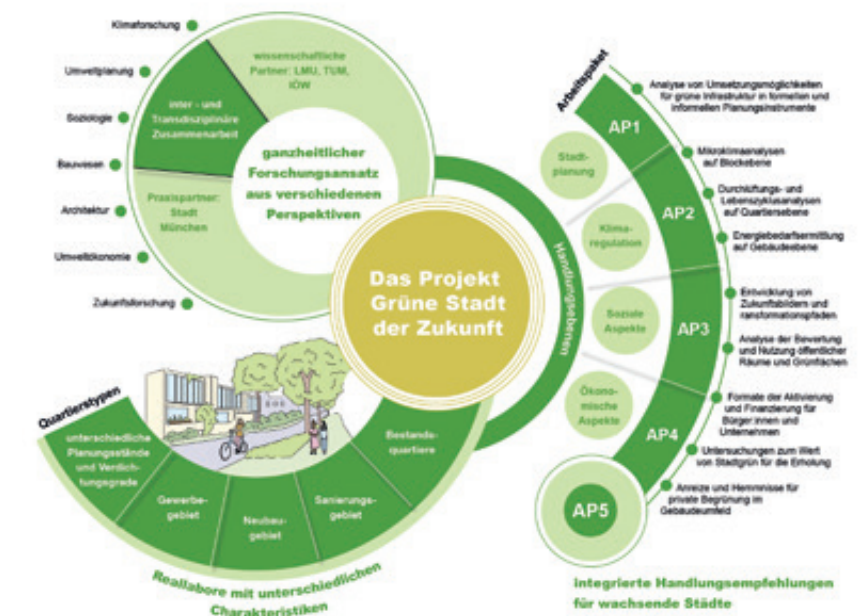 Klimaforschung
Umweltplanung
Soziologie
Bauwesen
Architektur
Umweltökonomie
Zukunftsforschung
wissenschaftliche
Partner: LMU, TUM,
IÖW
inter - und
Transdisziplinäre
Zusammenarbeit
Praxispartner:
Stadt
München
ganzheitlicher
Forschungsansatz
aus verschiedenen
Perspektiven
Das Projekt
Grüne Stadt
der Zukunft
Handlungsebenen
Stadt-
planung
Klima-
regulation
Soziale
Aspekte
Ökono-
mische
Aspekte
Arbeitspaket
AP1
AP2
AP3
AP4
AP5
Analyse von Umsetzungsmöglichkeiten
für grüne Infrastruktur in formellen und
informellen Planungsinstrumente
Mikroklimaanalysen
auf Blockebene
Durchlüftungs- und
Lebenszyklusanalysen
auf Quartiersebene
Energiebedarfsermittlung
auf Gebäudeebene
Entwicklung von
Zukunftsbildern und
ransformationspfaden
Analyse der Bewertung
und Nutzung öffentlicher
Räume und Grünflächen
Formate der Aktivierung
und Finanzierung für
Bürger:innen und
Unternehmen
Untersuchungen zum Wert
von Stadtgrün für die Erholung
Anreize und Hemmnisse für
private Begrünung im
Gebäudeumfeld
integrierte Handlungsempfehlungen
für wachsende Städte
Quartierstypen
unterschiedliche
Planungsstände
und Verdich-
tungsgrade
Gewerbe-
gebiet
Neubau-
gebiet
Sanierungs-
gebiet
Bestands-
quartiere
Reallabore mit unterschiedlichen
Charakteristiken